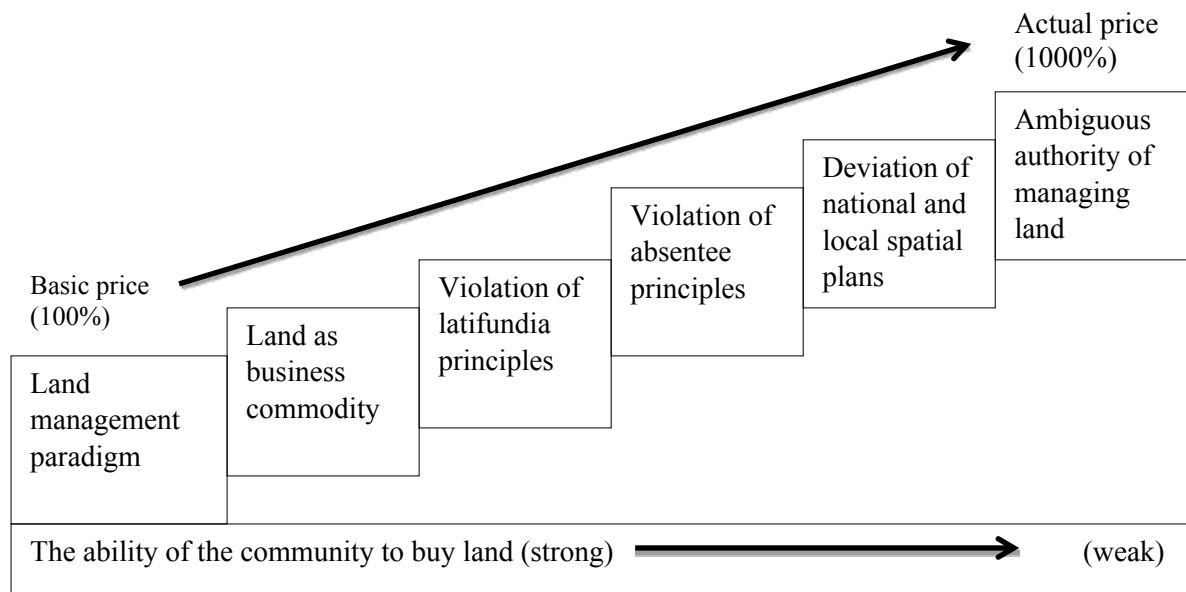 Actual price
(1000%)
Basic price
(100%)
Land
management
paradigm
Land as
business
commodity
Violation of
latifundia
principles
Violation of
absentee
principles
Deviation of
national and
local spatial
plans
Ambiguous
authority of
managing
land
The ability of the community to buy land (strong) (weak)